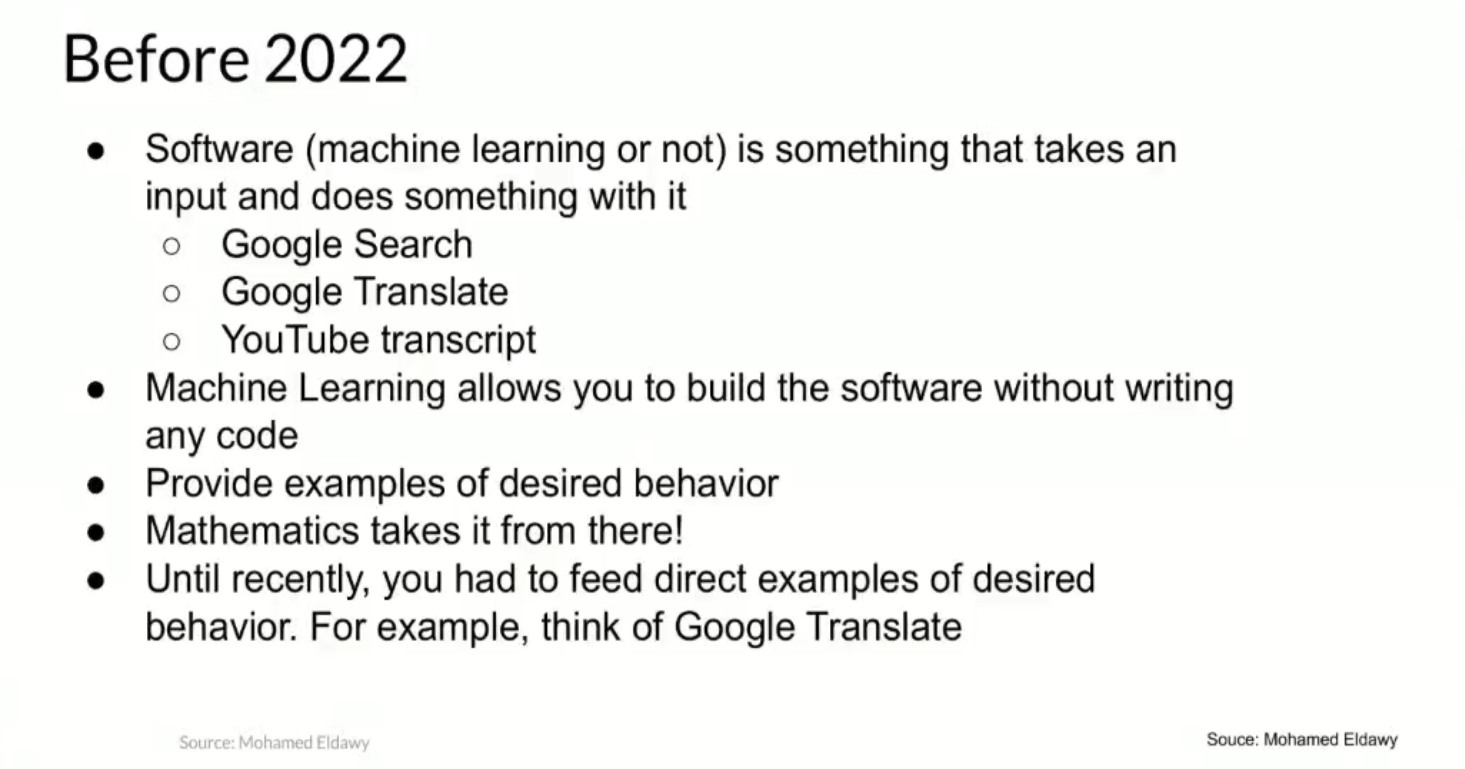 Before 2022
● Software (machine learning or not) is something that takes an
input and does something with it
○ Google Search
○ Google Translate
○ YouTube transcript
● Machine Learning allows you to build the software without writing
any code
● Provide examples of desired behavior
● Mathematics takes it from there!
● Until recently, you had to feed direct examples of desired
behavior. For example, think of Google Translate
Source: Mohamed Eldawy
Souce: Mohamed Eldawy